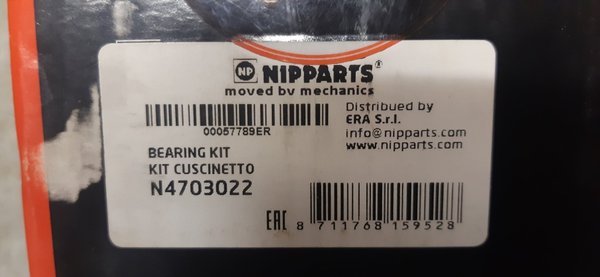 NP NIPPARTS®
moved by mechanics
00057789ER
Distribued by
ERA S.r.l.
info@nipparts.com
www.nipparts.com
BEARING KIT
KIT CUSCINETTO
N4703022
EAC
8 711768 159528